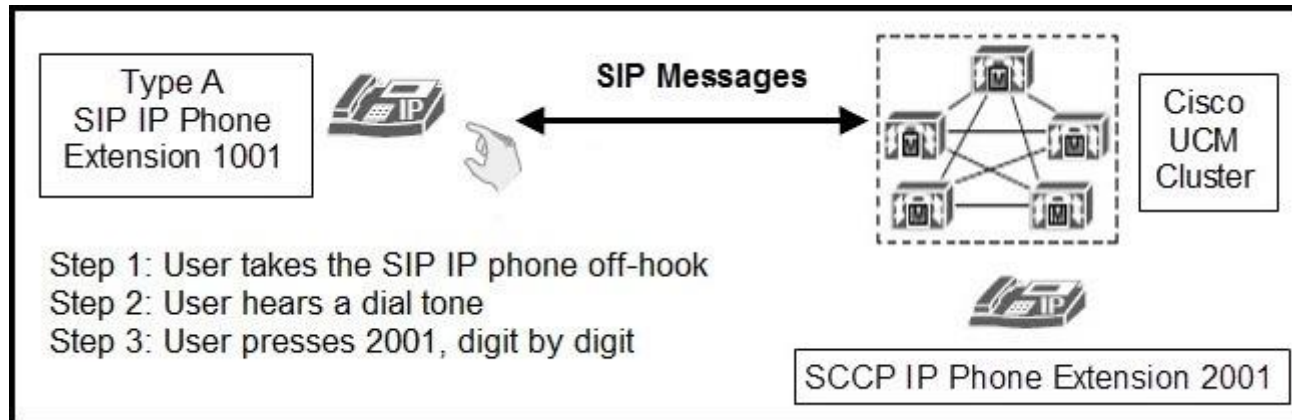 Type A
SIP IP Phone
Extension 1001
IP
SIP Messages
M
M
M
M
M
Cisco
UCM
Cluster
Step 1: User takes the SIP IP phone off-hook
Step 2: User hears a dial tone
Step 3: User presses 2001, digit by digit
IP
SCCP IP Phone Extension 2001